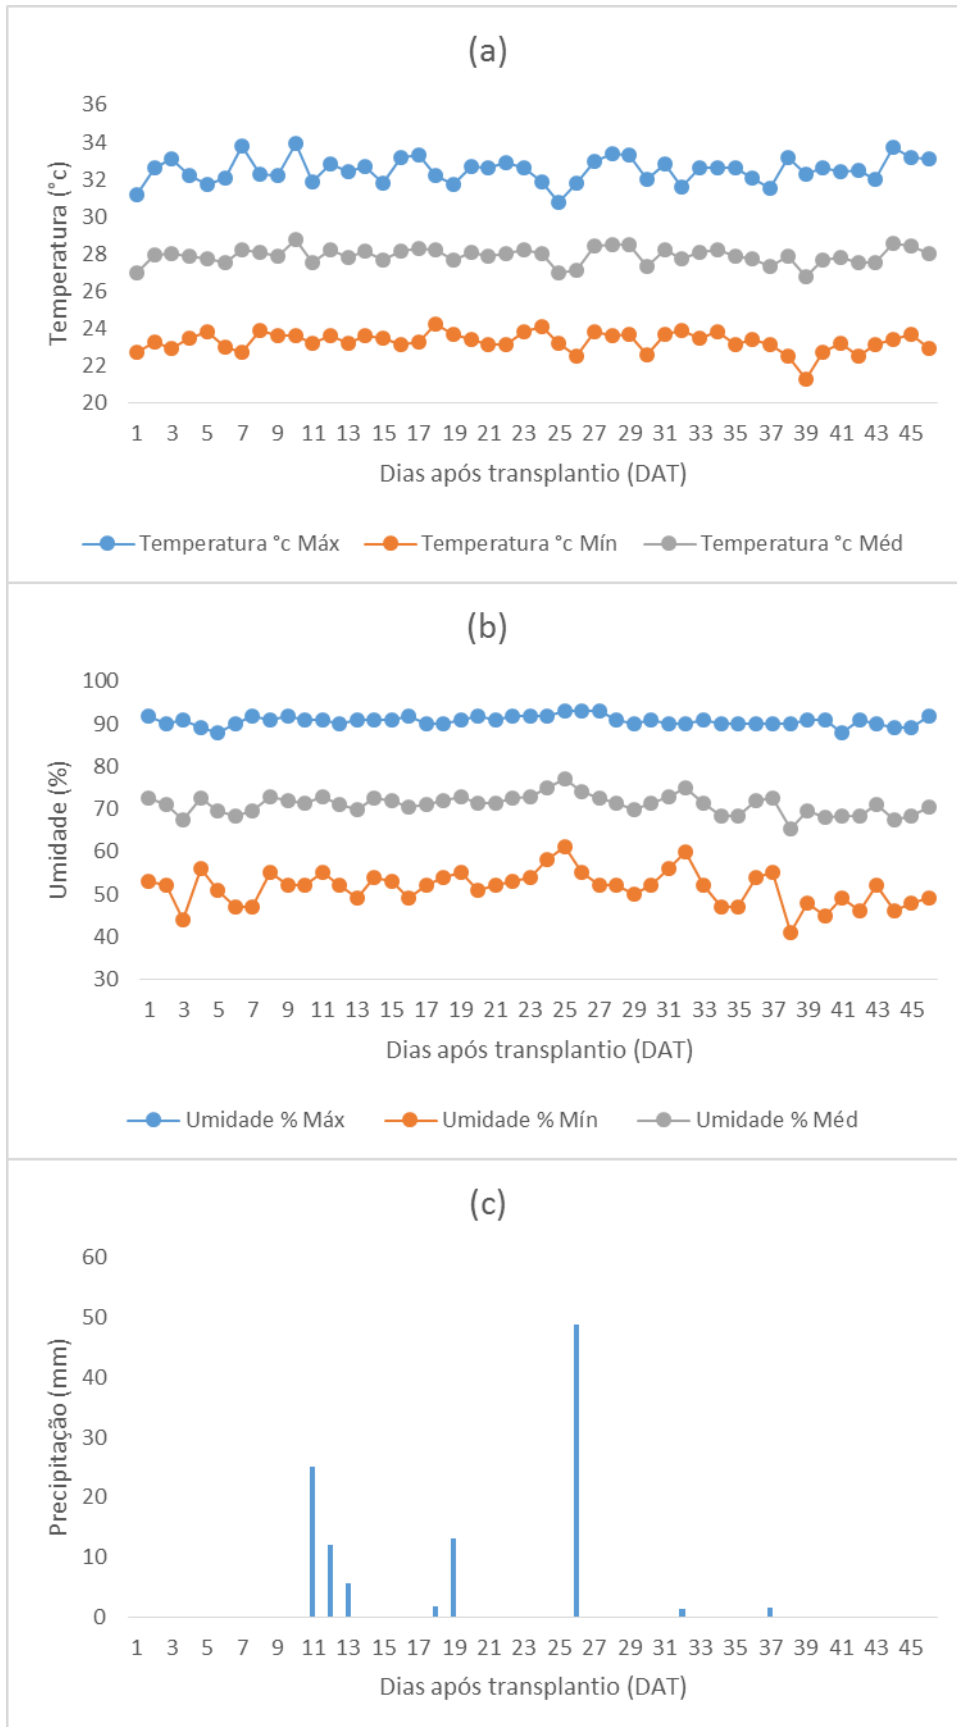 (a)
Temperatura (°c)
36
34
32
30
28
26
24
22
20
1 3 5 7 9 11 13 15 17 19 21 23 25 27 29 31 33 35 37 39 41 43 45
Dias após transplantio (DAT)
Temperatura °c Máx Temperatura °c Mín Temperatura °c Méd
(b)
Umidade (%)
100
90
80
70
60
50
40
30
1 3 5 7 9 11 13 15 17 19 21 23 25 27 29 31 33 35 37 39 41 43 45
Dias após transplantio (DAT)
Umidade % Máx Umidade % Mín Umidade % Méd
(c)
Precipitação (mm)
60
50
40
30
20
10
0
1 3 5 7 9 11 13 15 17 19 21 23 25 27 29 31 33 35 37 39 41 43 45
Dias após transplantio (DAT)